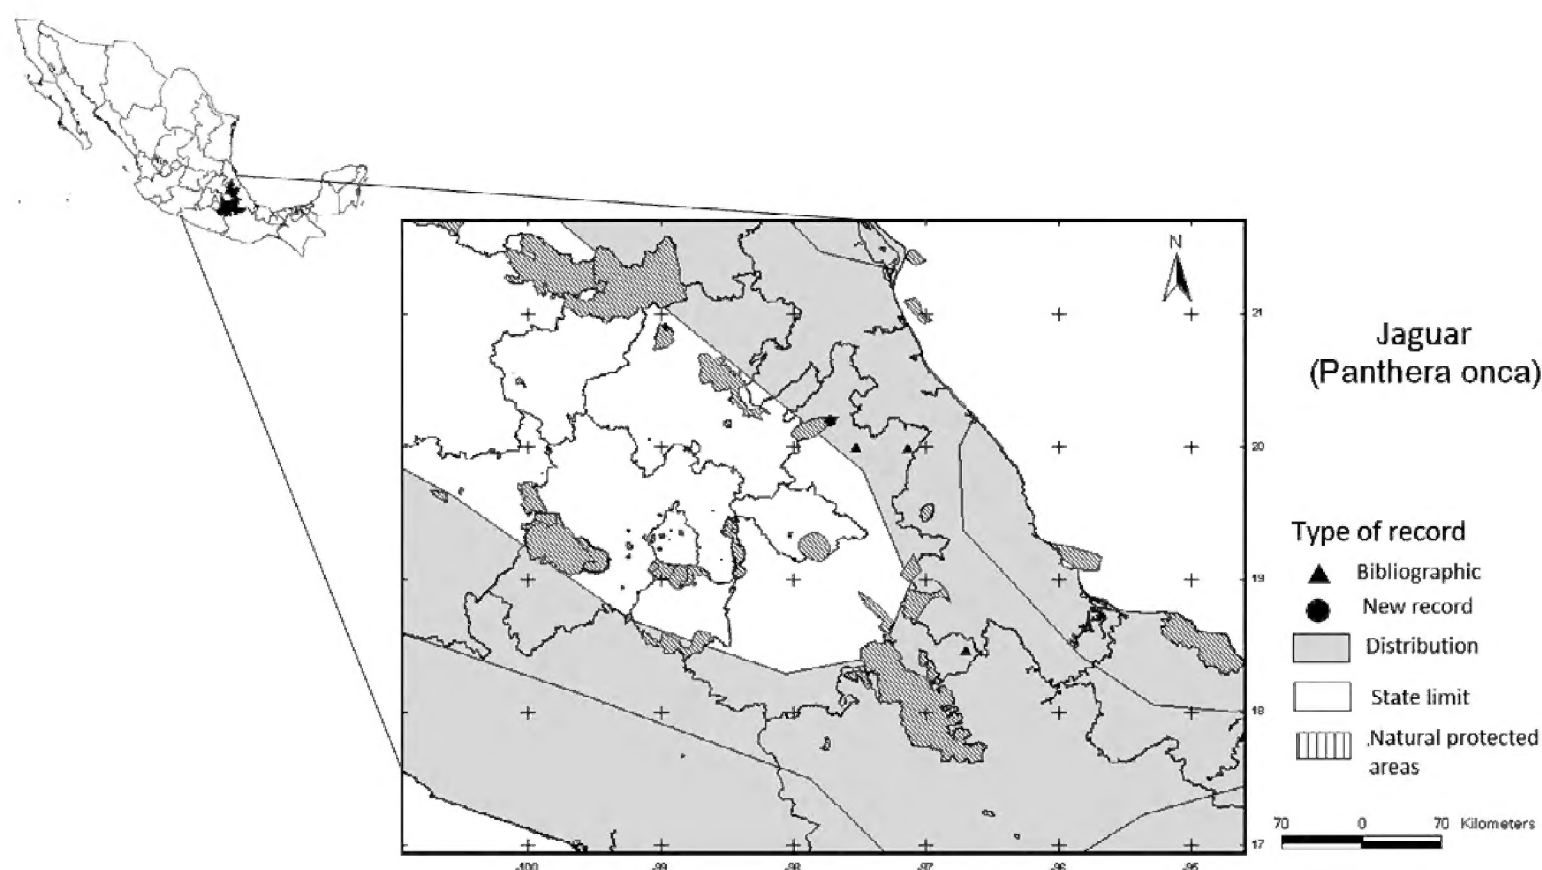 N
21
20
19
18
17
-100
-99
-98
-97
-96
-95
Jaguar
(Panthera onca)
Type of record
Bibliographic
New record
Distribution
State limit
Natural protected
areas
70 0 70 Kilometers